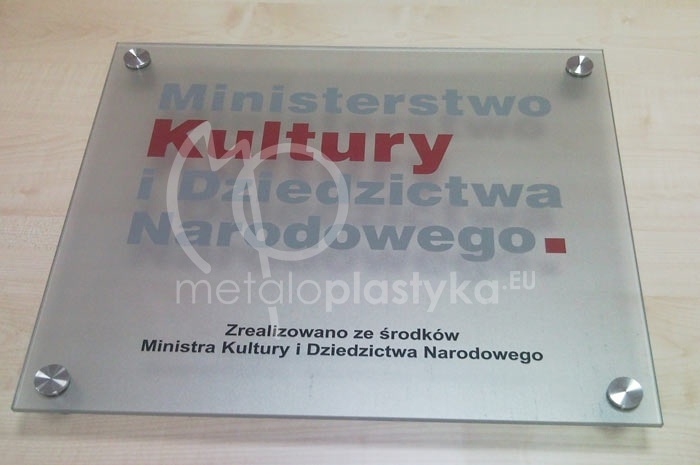 Ministerstwo
Kultury
i Dziedzictwa
Narodowego.
metaloplastyka.EU
Zrealizowano ze środków
Ministra Kultury i Dziedzictwa Narodowego